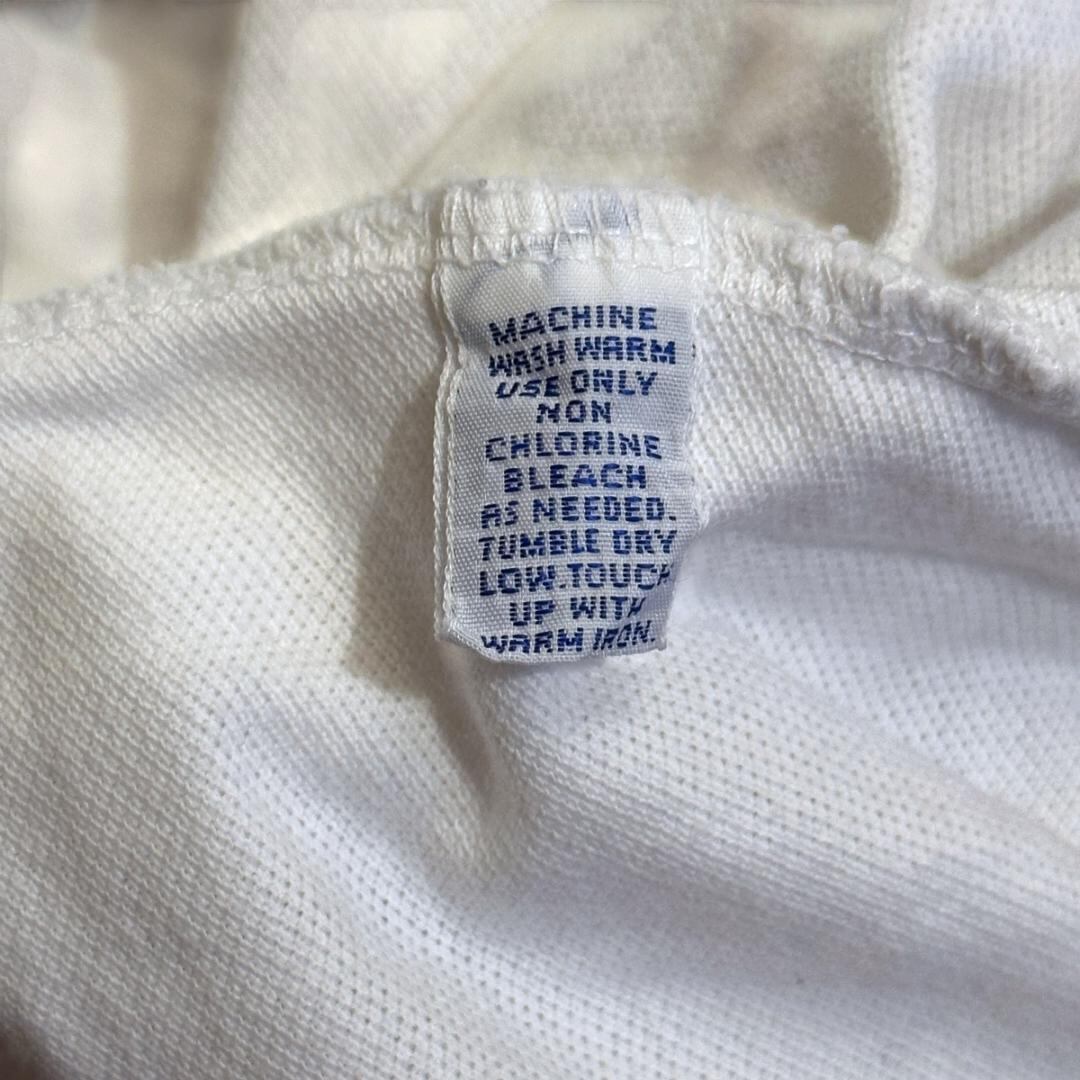 MACHINE
WASH WARM
USE ONLY
NON
CHLORINE
BLEACH
AS NEEDED.
TUMBLE DRY
LOW.TOUCH
UP WITH
WARM IRON.